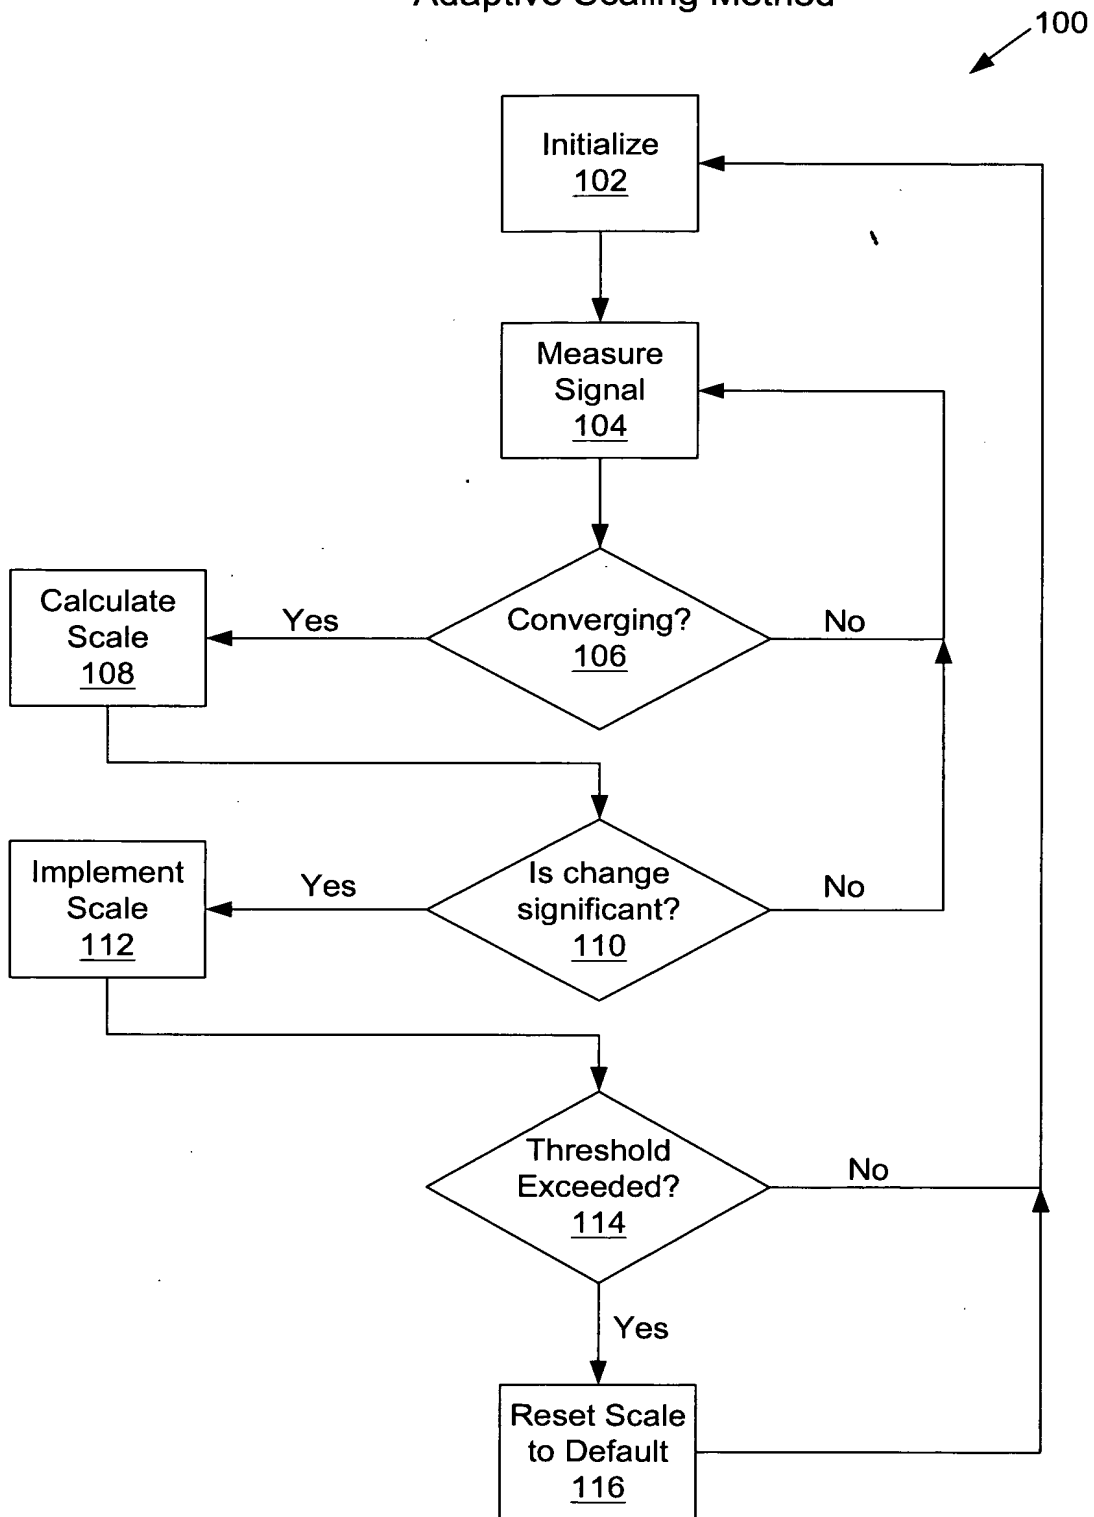 Adaptive Scaling Method
100
Initialize
102
Measure
Signal
104
Converging?
106
Yes
No
Calculate
Scale
108
Is change
significant?
110
Yes
No
Implement
Scale
112
Threshold
Exceeded?
114
No
Yes
Reset Scale
to Default
116